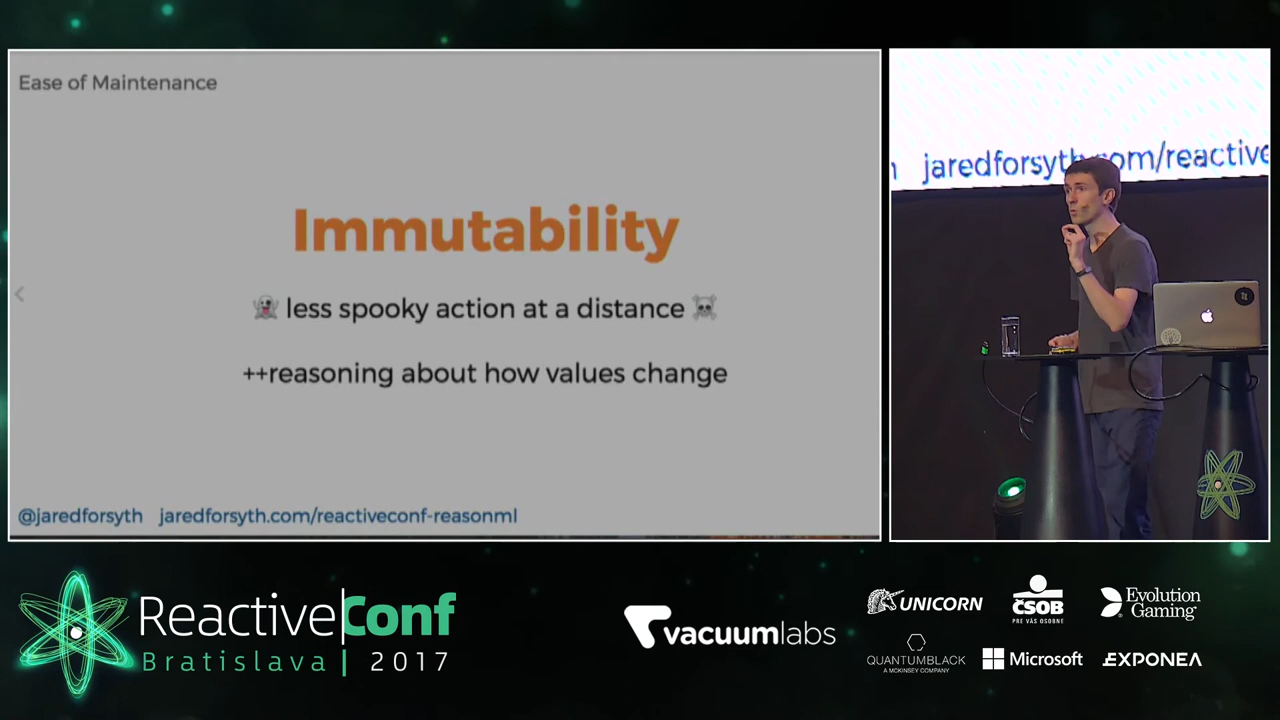 Ease of Maintenance
Immutability
👻 less spooky action at a distance ☠️
++reasoning about how values change
@jaredforsyth jaredforsyth.com/reactiveconf-reasonml
jaredforsyth.com/reactive
ReactiveConf
Bratislava | 2017
vacuumlabs
UNICORN
ČSOB
PRE VÁS OSOBNE
Evolution
Gaming
QUANTUMBLACK
A MCKINSEY COMPANY
Microsoft
EXPONEA